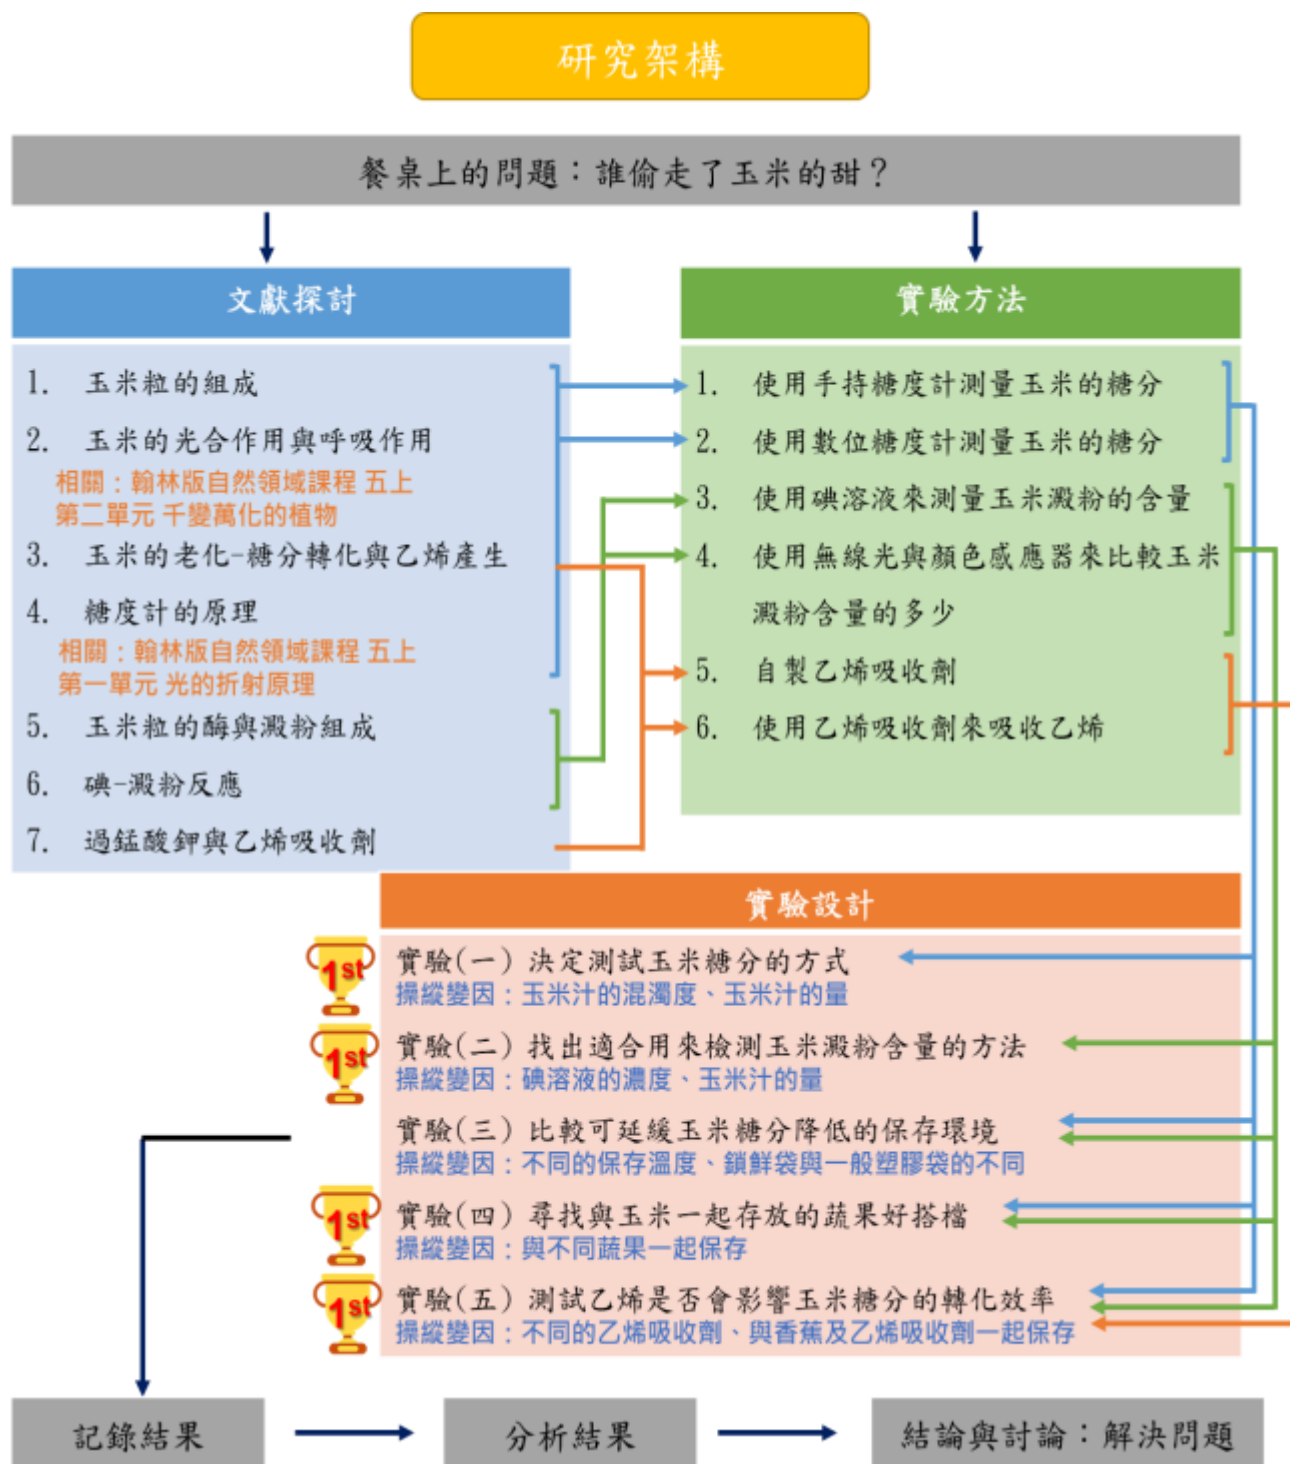 研究架構
餐桌上的問題：誰偷走了玉米的甜？
文獻探討
1. 玉米粒的組成
2. 玉米的光合作用與呼吸作用
相關：翰林版自然領域課程 五上
第二單元 千變萬化的植物
3. 玉米的老化-糖分轉化與乙烯產生
4. 糖度計的原理
相關：翰林版自然領域課程 五上
第一單元 光的折射原理
5. 玉米粒的酶與澱粉組成
6. 碘-澱粉反應
7. 過錳酸鉀與乙烯吸收劑
實驗方法
1. 使用手持糖度計測量玉米的糖分
2. 使用數位糖度計測量玉米的糖分
3. 使用碘溶液來測量玉米澱粉的含量
4. 使用無線光與顏色感應器來比較玉米
澱粉含量的多少
5. 自製乙烯吸收劑
6. 使用乙烯吸收劑來吸收乙烯
實驗設計
1st
實驗(一) 決定測試玉米糖分的方式
操縱變因：玉米汁的混濁度、玉米汁的量
1st
實驗(二) 找出適合用來檢測玉米澱粉含量的方法
操縱變因：碘溶液的濃度、玉米汁的量
實驗(三) 比較可延緩玉米糖分降低的保存環境
操縱變因：不同的保存溫度、鎖鮮袋與一般塑膠袋的不同
1st
實驗(四) 尋找與玉米一起存放的蔬果好搭檔
操縱變因：與不同蔬果一起保存
1st
實驗(五) 測試乙烯是否會影響玉米糖分的轉化效率
操縱變因：不同的乙烯吸收劑、與香蕉及乙烯吸收劑一起保存
記錄結果
分析結果
結論與討論：解決問題